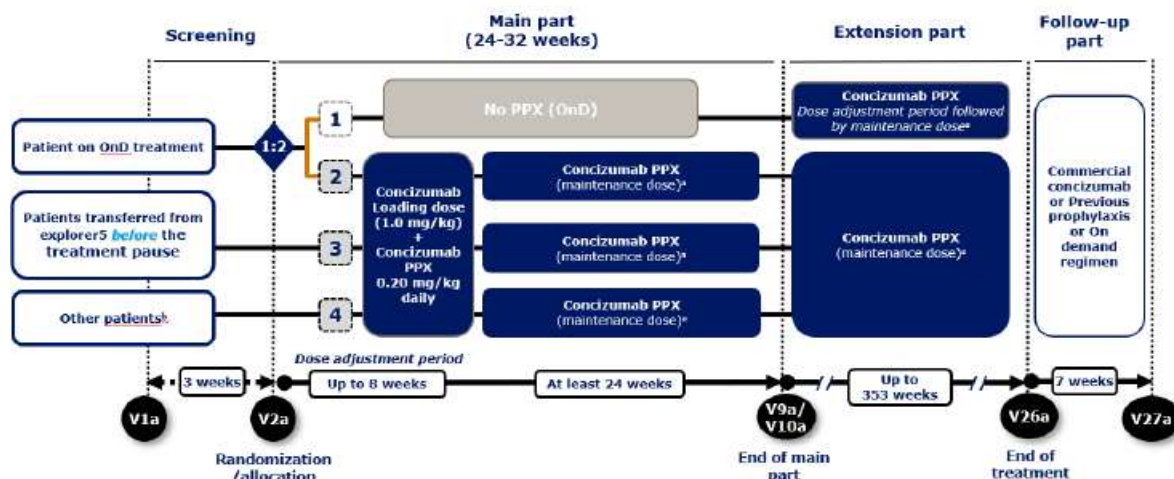 Screening
Main part
(24-32 weeks)
Extension part
Follow-up
part
Patient on OnD treatment
1:2
1
No PPX (OnD)
Concizumab PPX
Dose adjustment period followed
by maintenance doseᵃ
2
Concizumab
Loading dose
(1.0 mg/kg)
+
Concizumab
PPX
0.20 mg/kg
daily
Concizumab PPX
(maintenance dose)ᵃ
Patients transferred from
explorer5 before the
treatment pause
3
Concizumab PPX
(maintenance dose)ᵃ
Concizumab PPX
(maintenance dose)ᵃ
Commercial
concizumab
or Previous
prophylaxis
or On
demand
regimen
Other patientsᵇ
4
Concizumab PPX
(maintenance dose)ᵃ
Dose adjustment period
3 weeks
Up to 8 weeks
At least 24 weeks
Up to
353 weeks
7 weeks
V1a
V2a
V9a/
V10a
V26a
V27a
Randomization
/allocation
End of main
part
End of
treatment